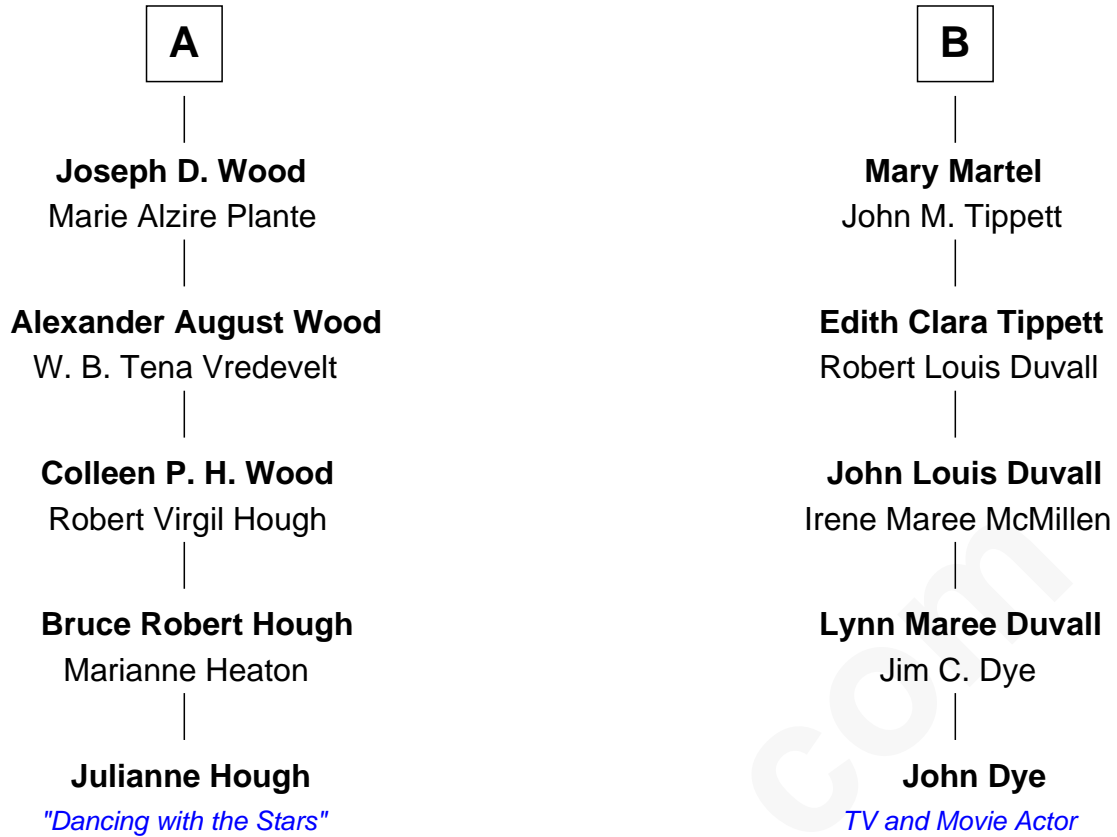 A
Joseph D. Wood
Marie Alzire Plante
Alexander August Wood
W. B. Tena Vredevelt
Colleen P. H. Wood
Robert Virgil Hough
Bruce Robert Hough
Marianne Heaton
Julianne Hough
"Dancing with the Stars"
B
Mary Martel
John M. Tippett
Edith Clara Tippett
Robert Louis Duvall
John Louis Duvall
Irene Maree McMillen
Lynn Maree Duvall
Jim C. Dye
John Dye
TV and Movie Actor
com